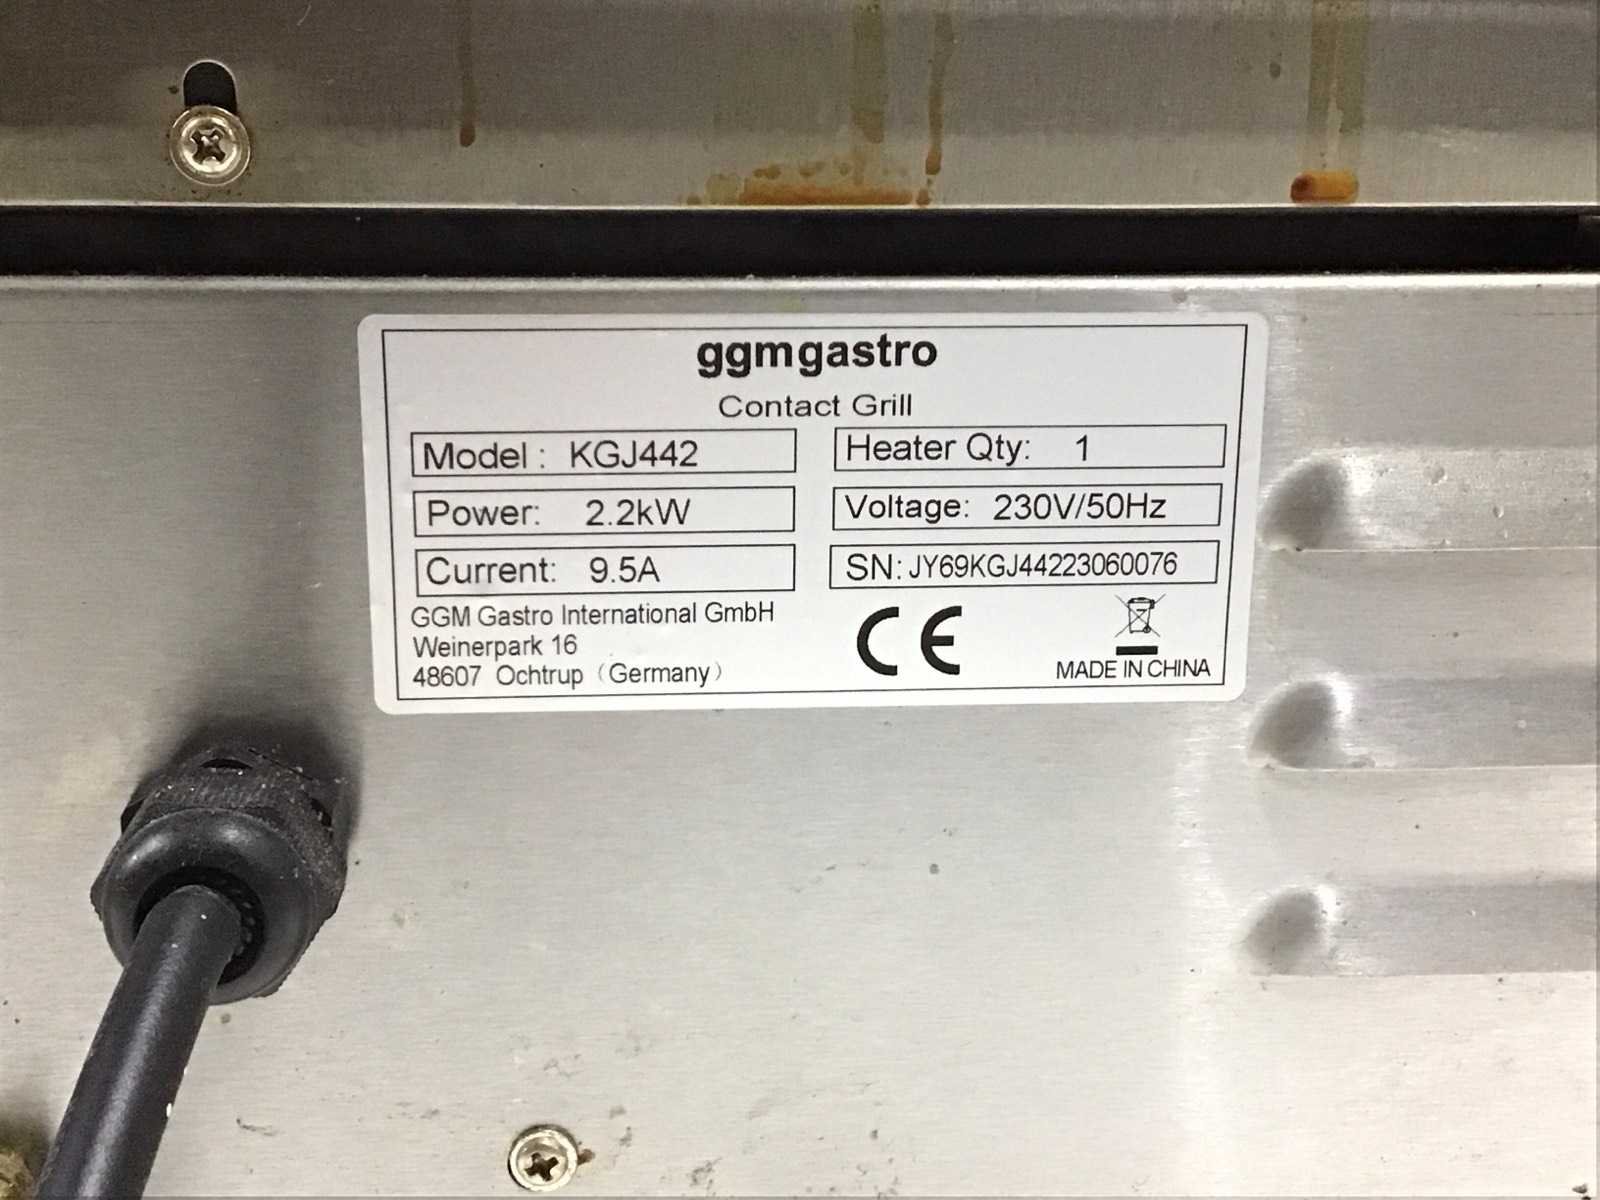 ggmgastro
Contact Grill
Model : KGJ442
Heater Qty: 1
Power: 2.2kW
Voltage: 230V/50Hz
Current: 9.5A
SN: JY69KGJ44223060076
GGM Gastro International GmbH
Weinerpark 16
48607 Ochtrup (Germany)
CE
MADE IN CHINA